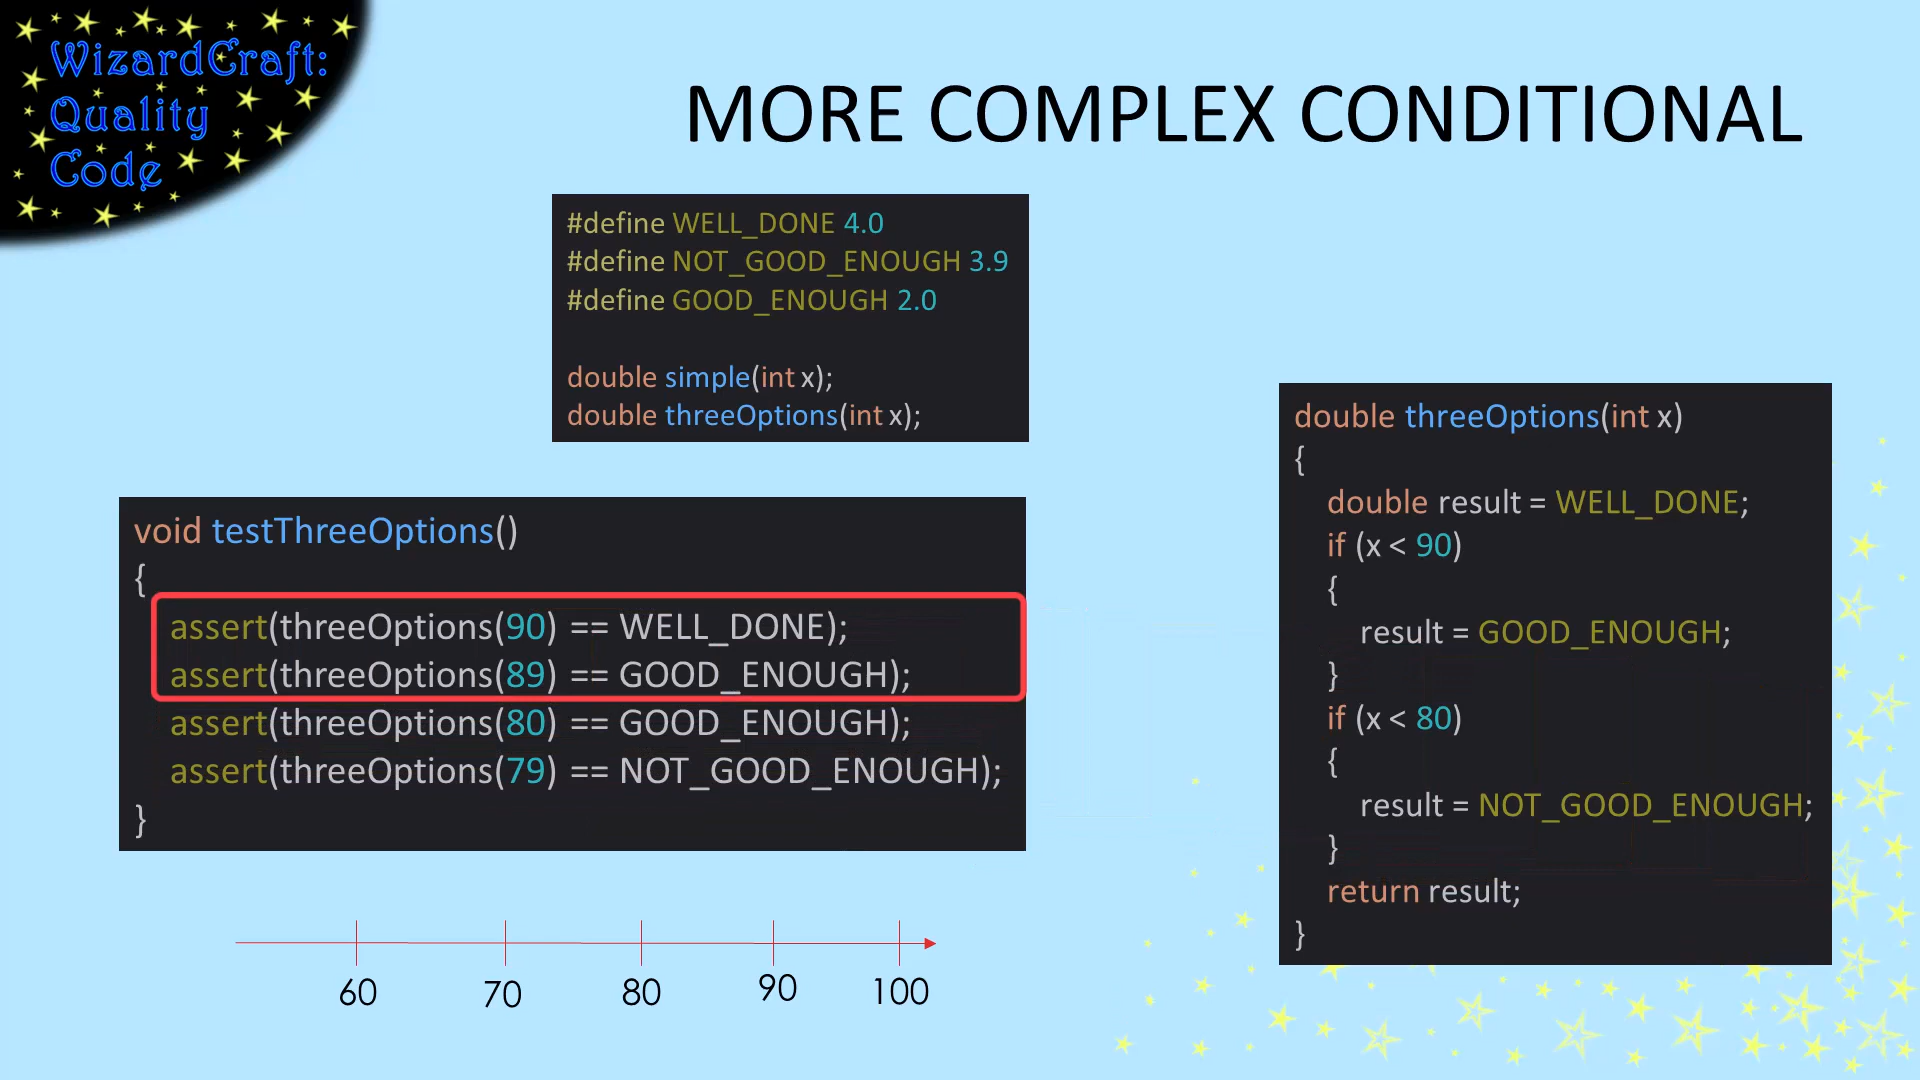 WizardCraft:
Quality
Code
MORE COMPLEX CONDITIONAL
#define WELL_DONE 4.0
#define NOT_GOOD_ENOUGH 3.9
#define GOOD_ENOUGH 2.0
double simple(int x);
double threeOptions(int x);
void testThreeOptions()
{
assert(threeOptions(90) == WELL_DONE);
assert(threeOptions(89) == GOOD_ENOUGH);
assert(threeOptions(80) == GOOD_ENOUGH);
assert(threeOptions(79) == NOT_GOOD_ENOUGH);
}
60 70 80 90 100
double threeOptions(int x)
{
double result = WELL_DONE;
if (x < 90)
{
result = GOOD_ENOUGH;
}
if (x < 80)
{
result = NOT_GOOD_ENOUGH;
}
return result;
}